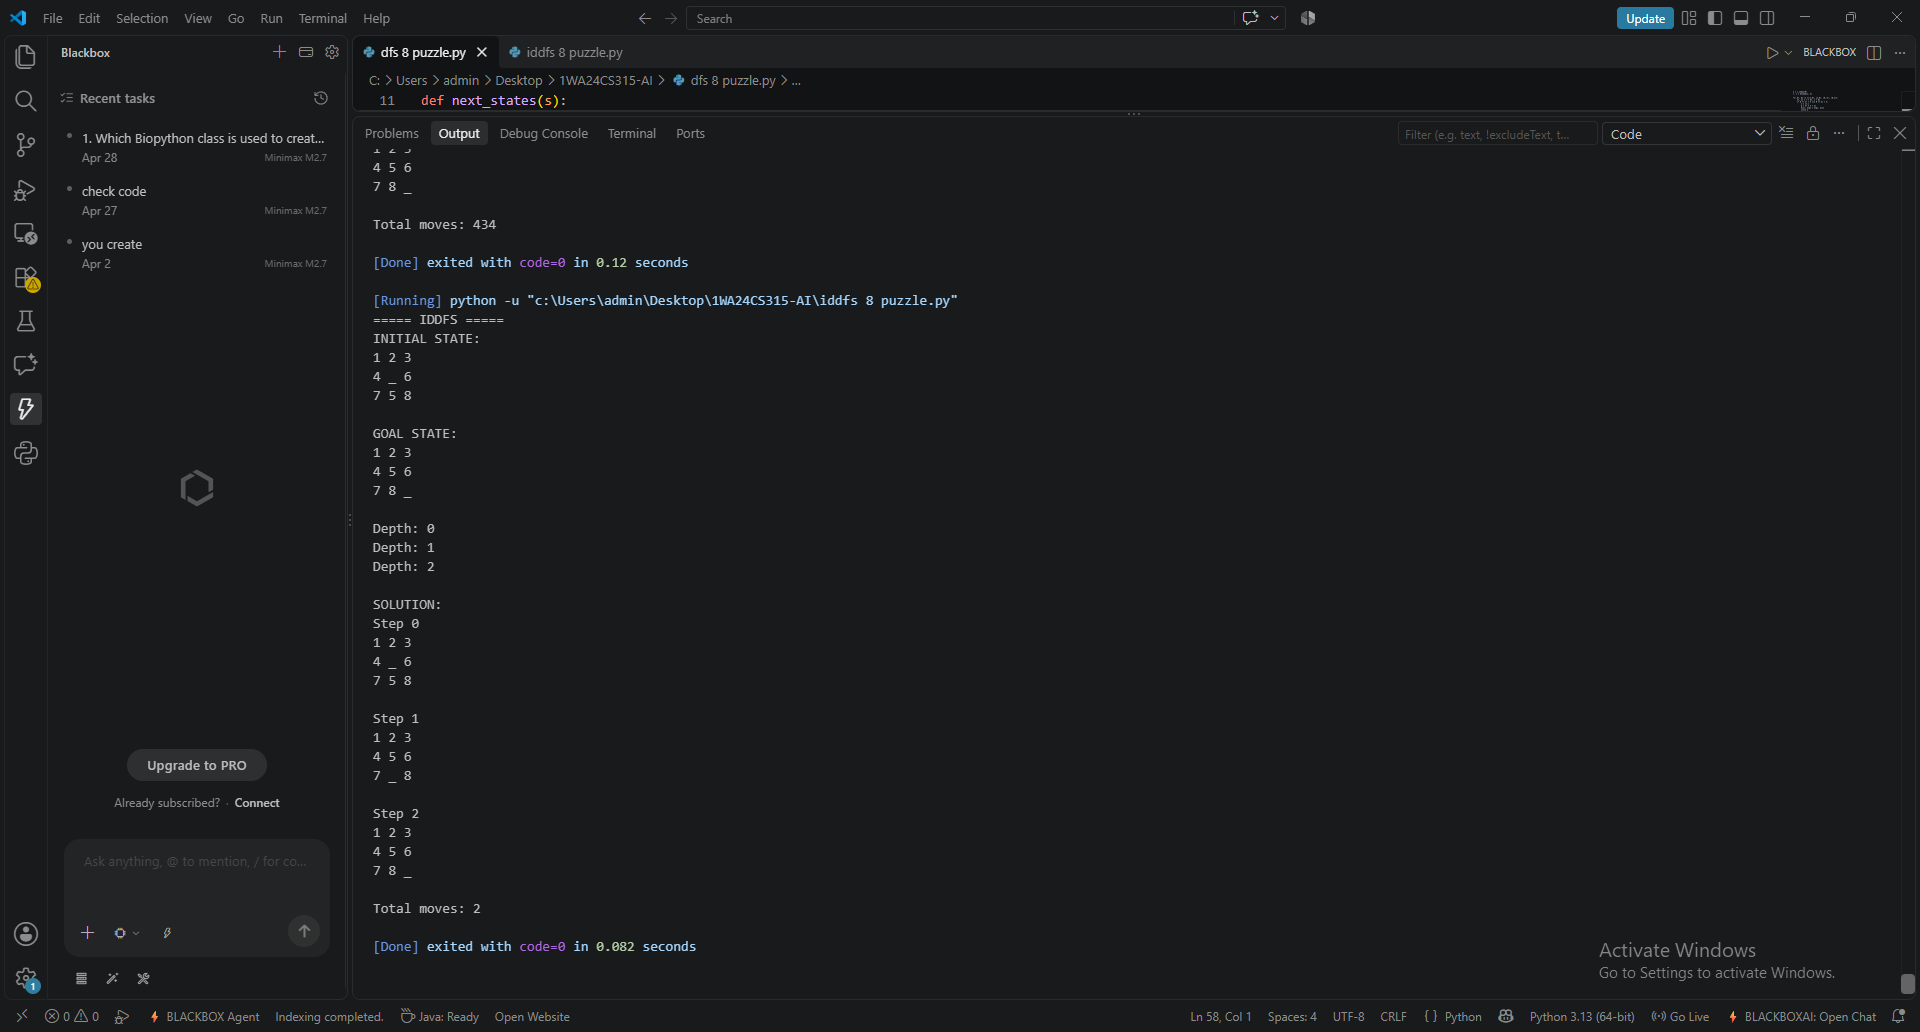 File Edit Selection View Go Run Terminal Help
Search
Update
Blackbox
dfs 8 puzzle.py
iddfs 8 puzzle.py
BLACKBOX
C: > Users > admin > Desktop > 1WA24CS315-AI > dfs 8 puzzle.py > ...
11 def next_states(s):
Recent tasks
1. Which Biopython class is used to creat...
Apr 28 Minimax M2.7
check code
Apr 27 Minimax M2.7
you create
Apr 2 Minimax M2.7
Upgrade to PRO
Already subscribed? · Connect
Ask anything, @ to mention, / for co...
Problems Output Debug Console Terminal Ports
Filter (e.g. text, !excludeText, t...
Code
1 2 3
4 5 6
7 8 _
Total moves: 434
[Done] exited with code=0 in 0.12 seconds
[Running] python -u "c:\Users\admin\Desktop\1WA24CS315-AI\iddfs 8 puzzle.py"
===== IDDFS =====
INITIAL STATE:
1 2 3
4 _ 6
7 5 8
GOAL STATE:
1 2 3
4 5 6
7 8 _
Depth: 0
Depth: 1
Depth: 2
SOLUTION:
Step 0
1 2 3
4 _ 6
7 5 8
Step 1
1 2 3
4 5 6
7 _ 8
Step 2
1 2 3
4 5 6
7 8 _
Total moves: 2
[Done] exited with code=0 in 0.082 seconds
Activate Windows
Go to Settings to activate Windows.
1
0 0 BLACKBOX Agent Indexing completed. Java: Ready Open Website
Ln 58, Col 1 Spaces: 4 UTF-8 CRLF { } Python Python 3.13 (64-bit) Go Live BLACKBOXAI: Open Chat